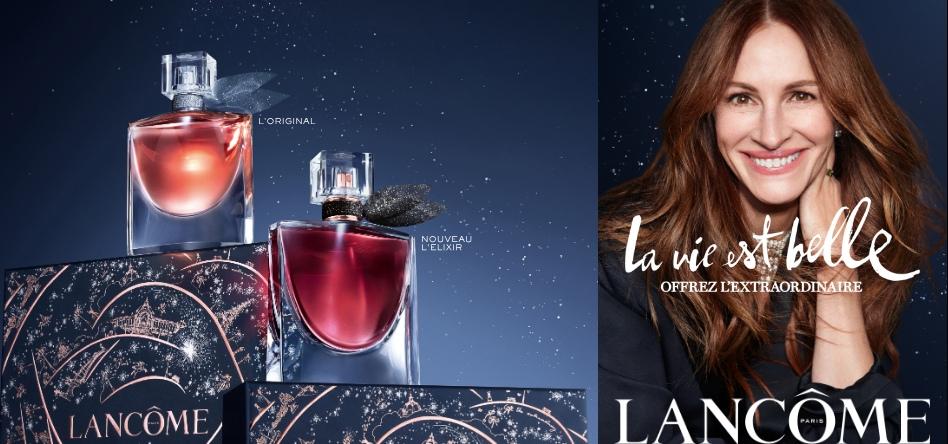 L'ORIGINAL
NOUVEAU
L'ELIXIR
LANCÔME
La vie est belle
OFFREZ L'EXTRAORDINAIRE
LANCÔME
PARIS